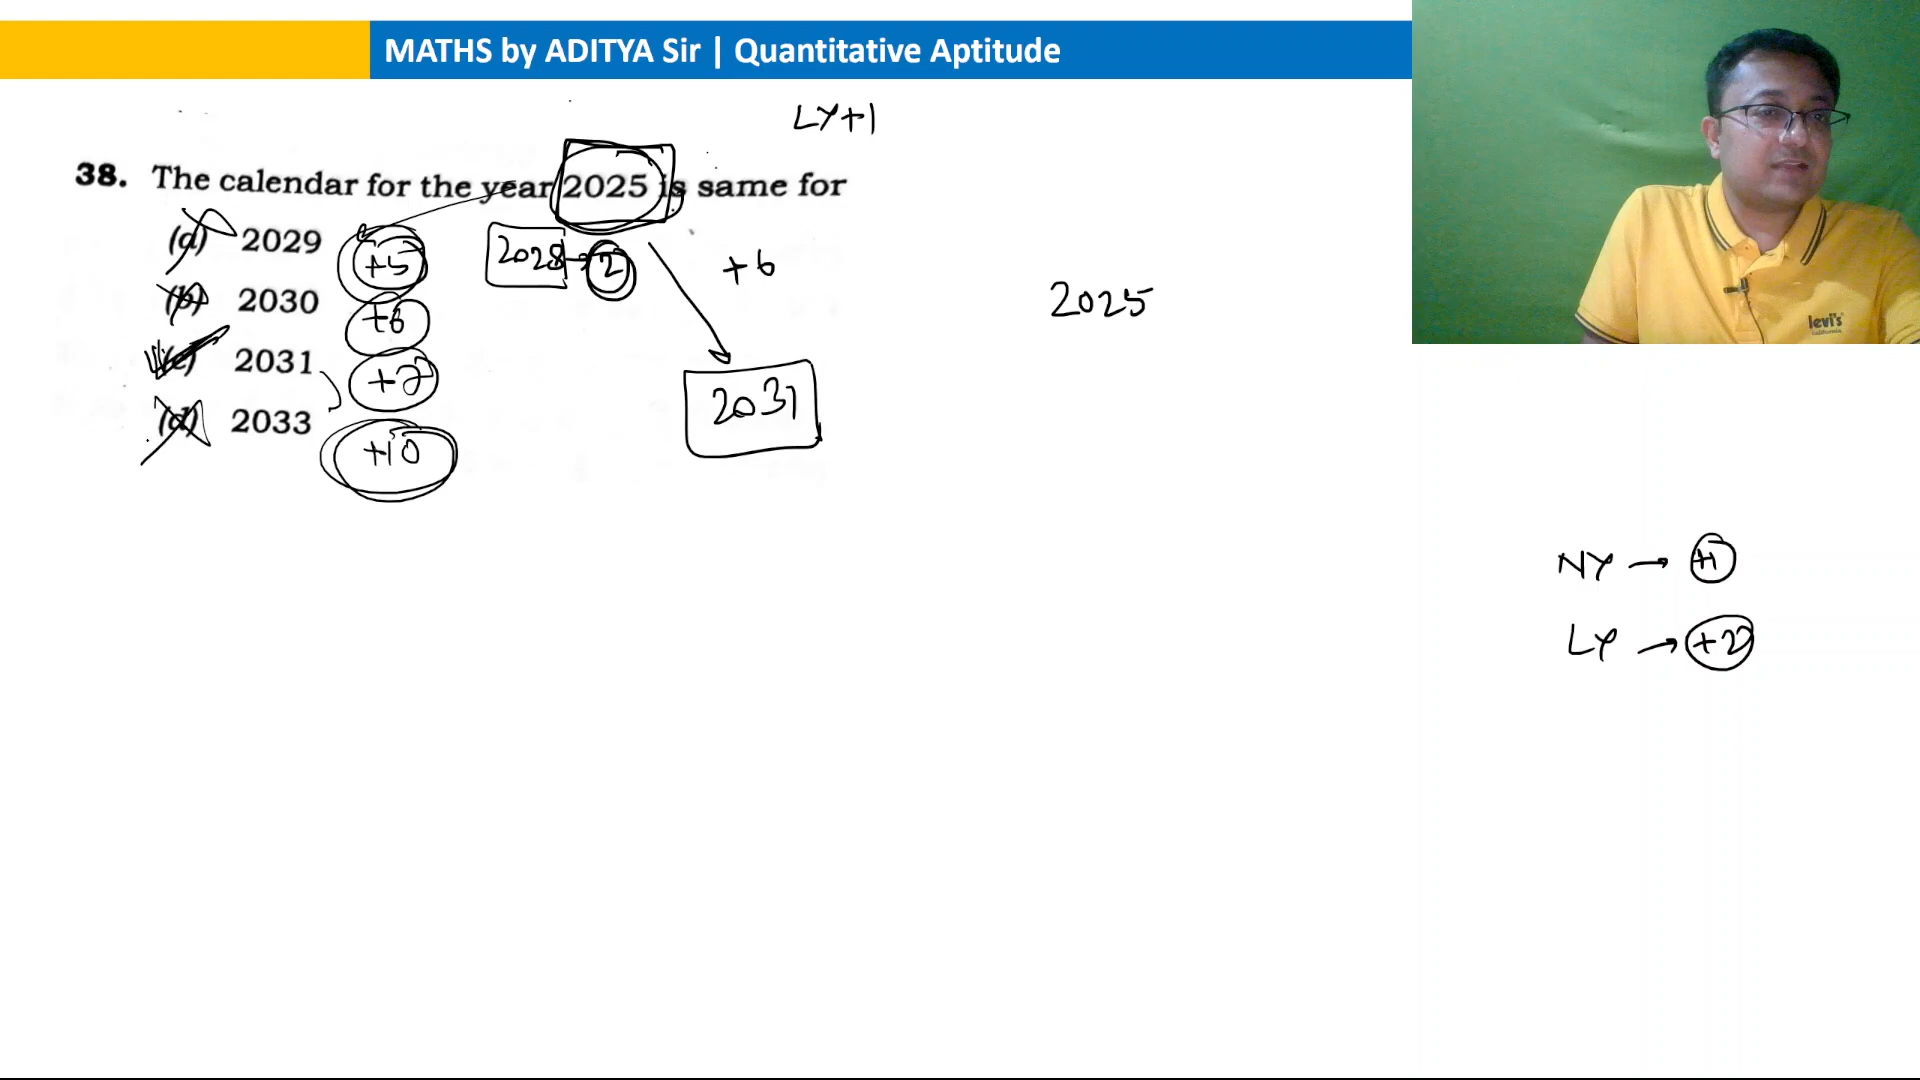 MATHS by ADITYA Sir | Quantitative Aptitude
LY+1
38. The calendar for the year 2025 is same for
(a) 2029 +5 2028 → 2 +6
(b) 2030 +6 2025
(c) 2031 +7 2031
(d) 2033 +10
levi's
NY → +1
LY → +2